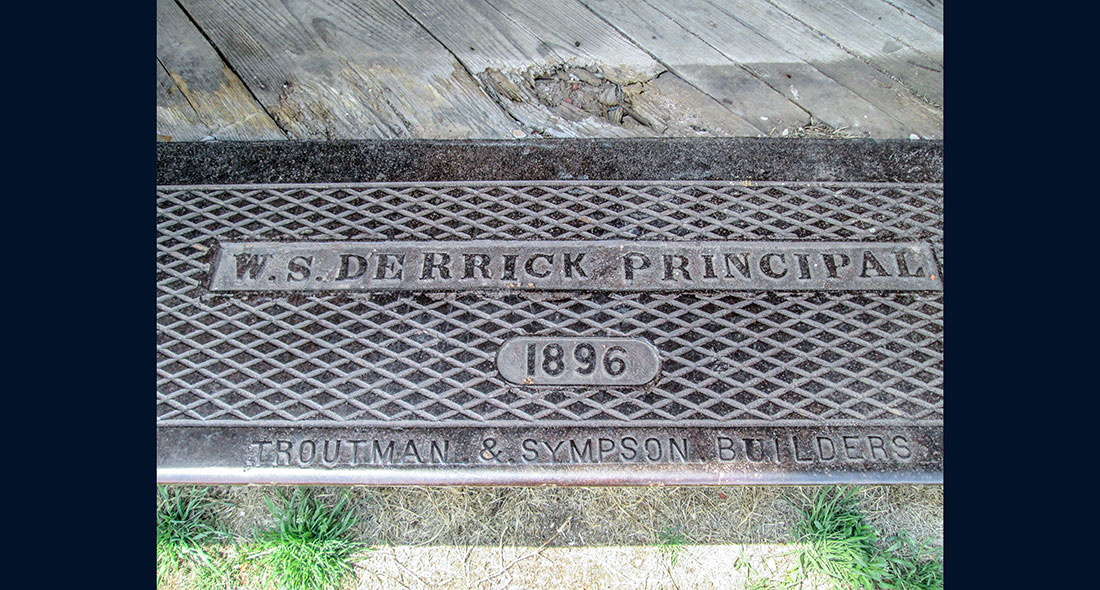 W. S. DERRICK PRINCIPAL
1896
TROUTMAN & SYMPSON BUILDERS